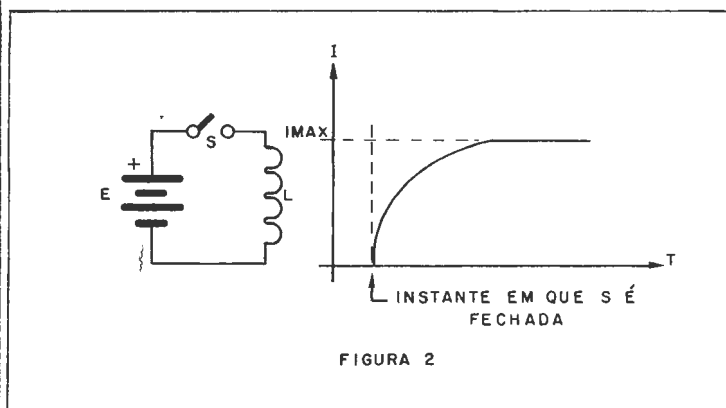 I
IMAX
S
+
E
L
T
INSTANTE EM QUE S É
FECHADA
FIGURA 2